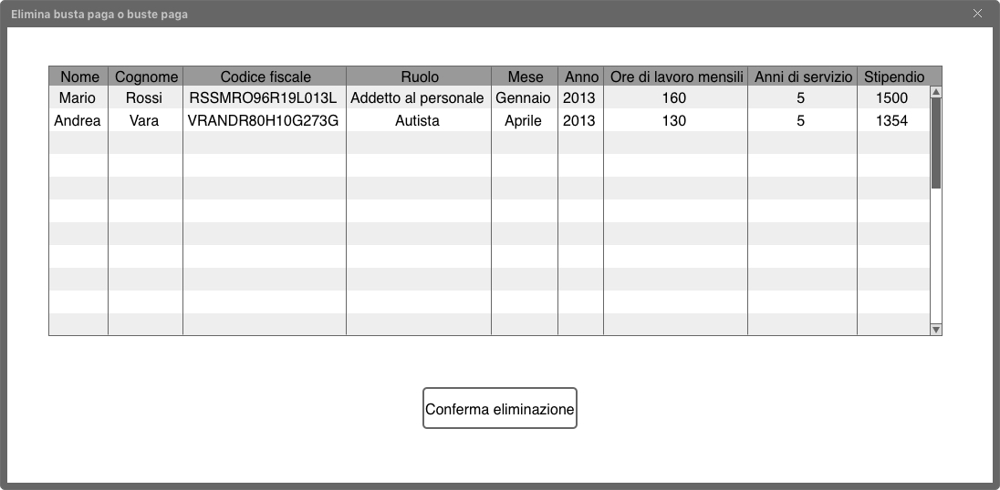 Elimina busta paga o buste paga
Nome Cognome Codice fiscale Ruolo Mese Anno Ore di lavoro mensili Anni di servizio Stipendio
Mario Rossi RSSMRO96R19L013L Addetto al personale Gennaio 2013 160 5 1500
Andrea Vara VRANDR80H10G273G Autista Aprile 2013 130 5 1354
Conferma eliminazione